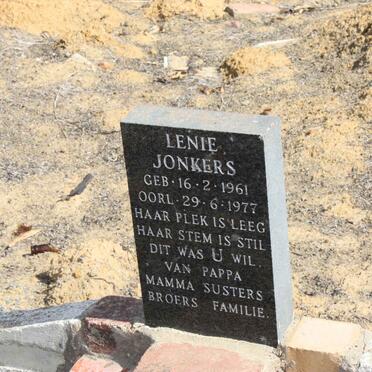 LENIE
JONKERS
GEB·16·2·1961
OORL·29·6·1977
HAAR PLEK IS LEEG
HAAR STEM IS STIL
DIT WAS U WIL
VAN PAPPA
MAMMA SUSTERS
BROERS FAMILIE.